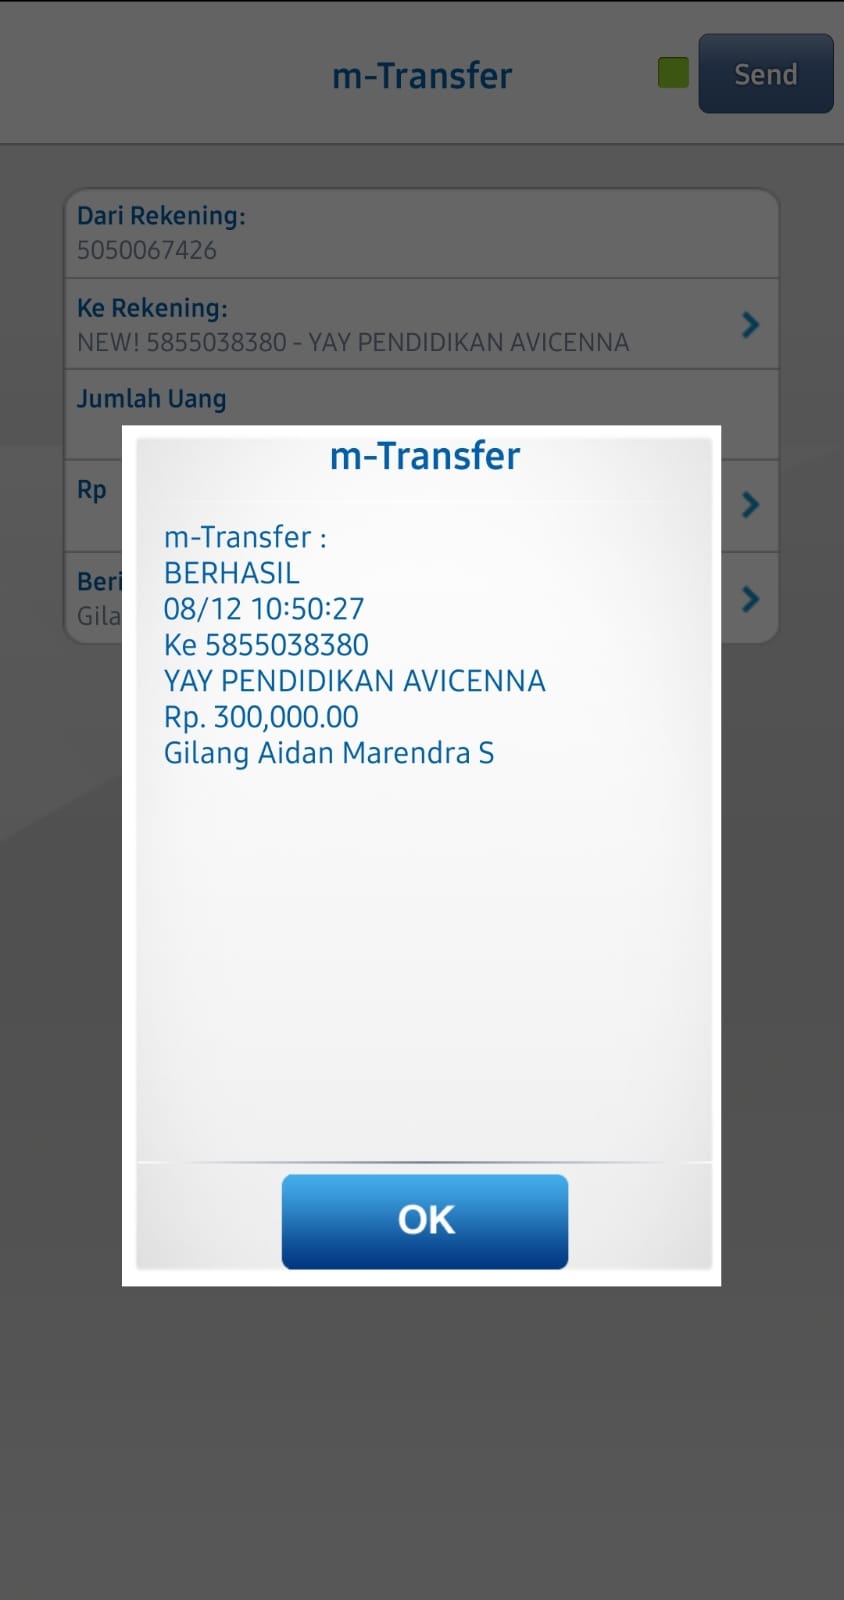 m-Transfer
Send
Dari Rekening:
5050067426
Ke Rekening:
NEW! 5855038380 - YAY PENDIDIKAN AVICENNA
Jumlah Uang
Rp
Beri
Gila
m-Transfer
m-Transfer :
BERHASIL
08/12 10:50:27
Ke 5855038380
YAY PENDIDIKAN AVICENNA
Rp. 300,000.00
Gilang Aidan Marendra S
OK